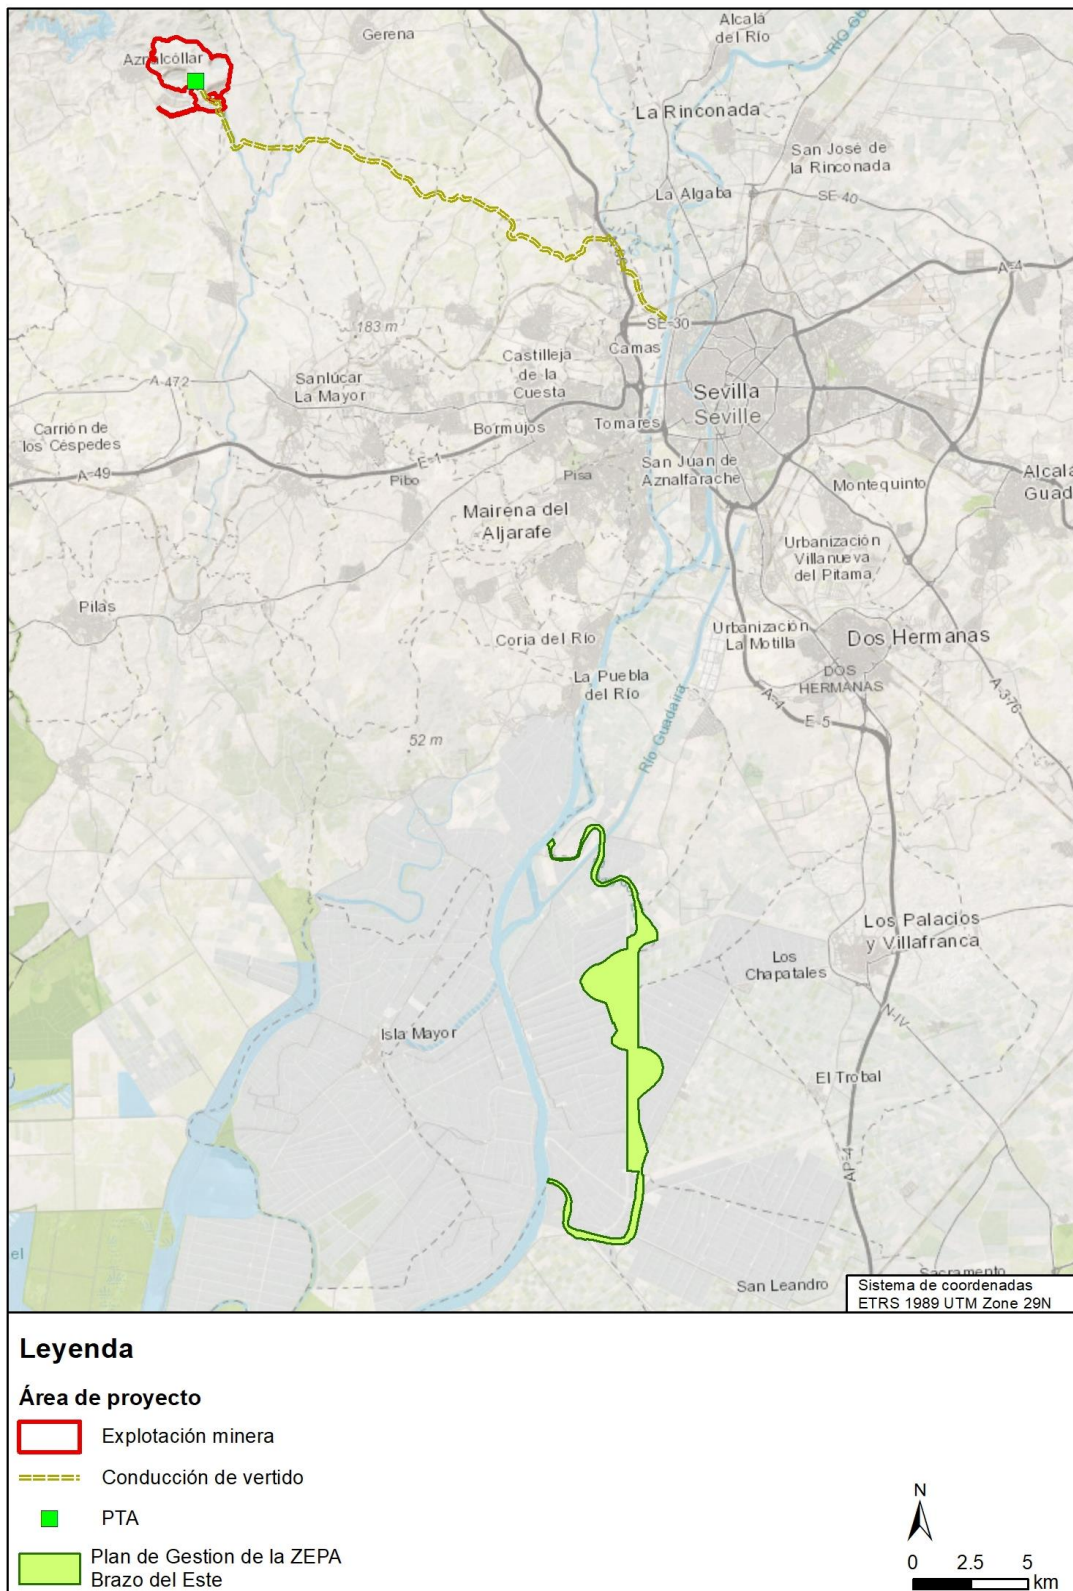 Alcalá
del Río
Gerena
Aznalcóllar
La Rinconada
San José de
la Rinconada
La Algaba
SE-40
A-4
183 m
SE-30
Camas
Castilleja
de la
Cuesta
A-472
Sanlúcar
La Mayor
Sevilla
Seville
Carrión de
los Céspedes
Bormujos
Tomares
E-1
A-49
Pibo
Pisa
San Juan de
Aznalfarache
Montequinto
Alcalá
Guad
Mairena del
Aljarafe
Urbanización
Villanueva
del Pitama
Pilas
Coria del Río
Urbanización
La Motilla
Dos Hermanas
DOS
HERMANAS
La Puebla
del Río
A-4
E-5
A-376
Río Guadaira
52 m
Los Palacios
y Villafranca
Los
Chapatales
N-IV
Isla Mayor
El Trobal
AP-4
el
Sacramento
San Leandro
Sistema de coordenadas
ETRS 1989 UTM Zone 29N
Leyenda
Área de proyecto
Explotación minera
Conducción de vertido
PTA
Plan de Gestion de la ZEPA
Brazo del Este
N
0 2.5 5
km